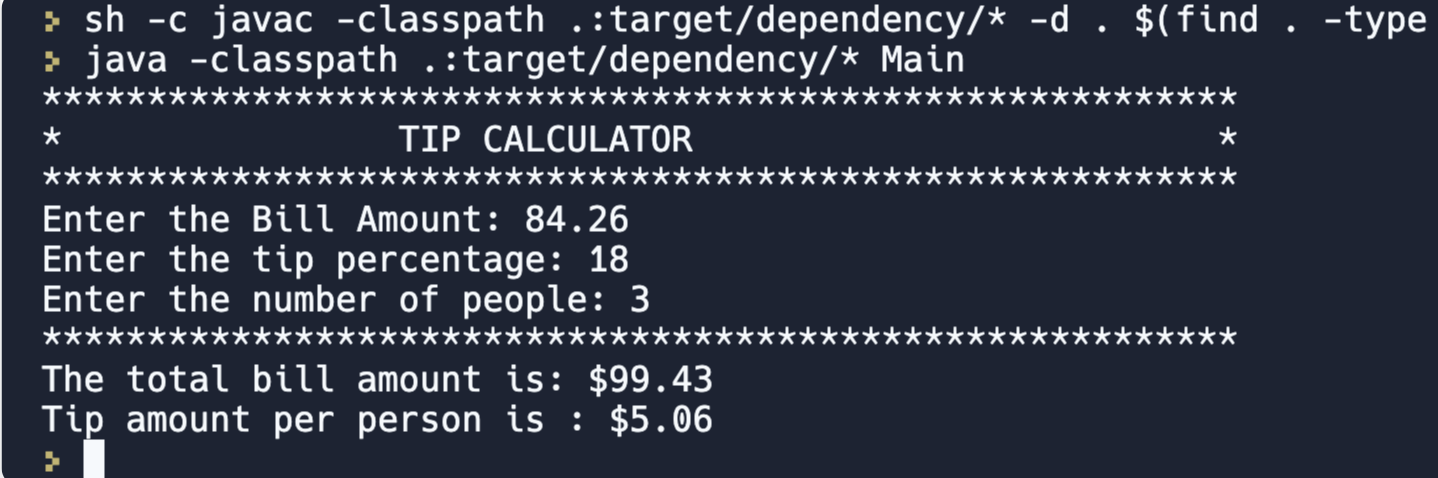 > sh -c javac -classpath .:target/dependency/* -d . $(find . -type
> java -classpath .:target/dependency/* Main
*********************************************************
*                TIP CALCULATOR                         *
*********************************************************
Enter the Bill Amount: 84.26
Enter the tip percentage: 18
Enter the number of people: 3
*********************************************************
The total bill amount is: $99.43
Tip amount per person is : $5.06
>